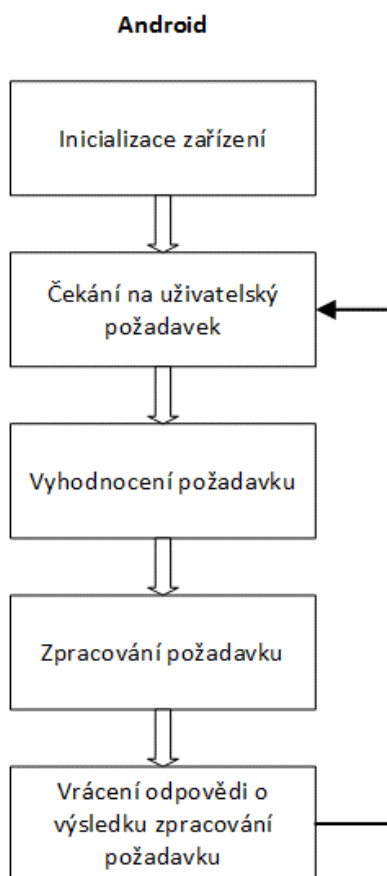 Android
Inicializace zařízení
Čekání na uživatelský
požadavek
Vyhodnocení požadavku
Zpracování požadavku
Vrácení odpovědi o
výsledku zpracování
požadavku